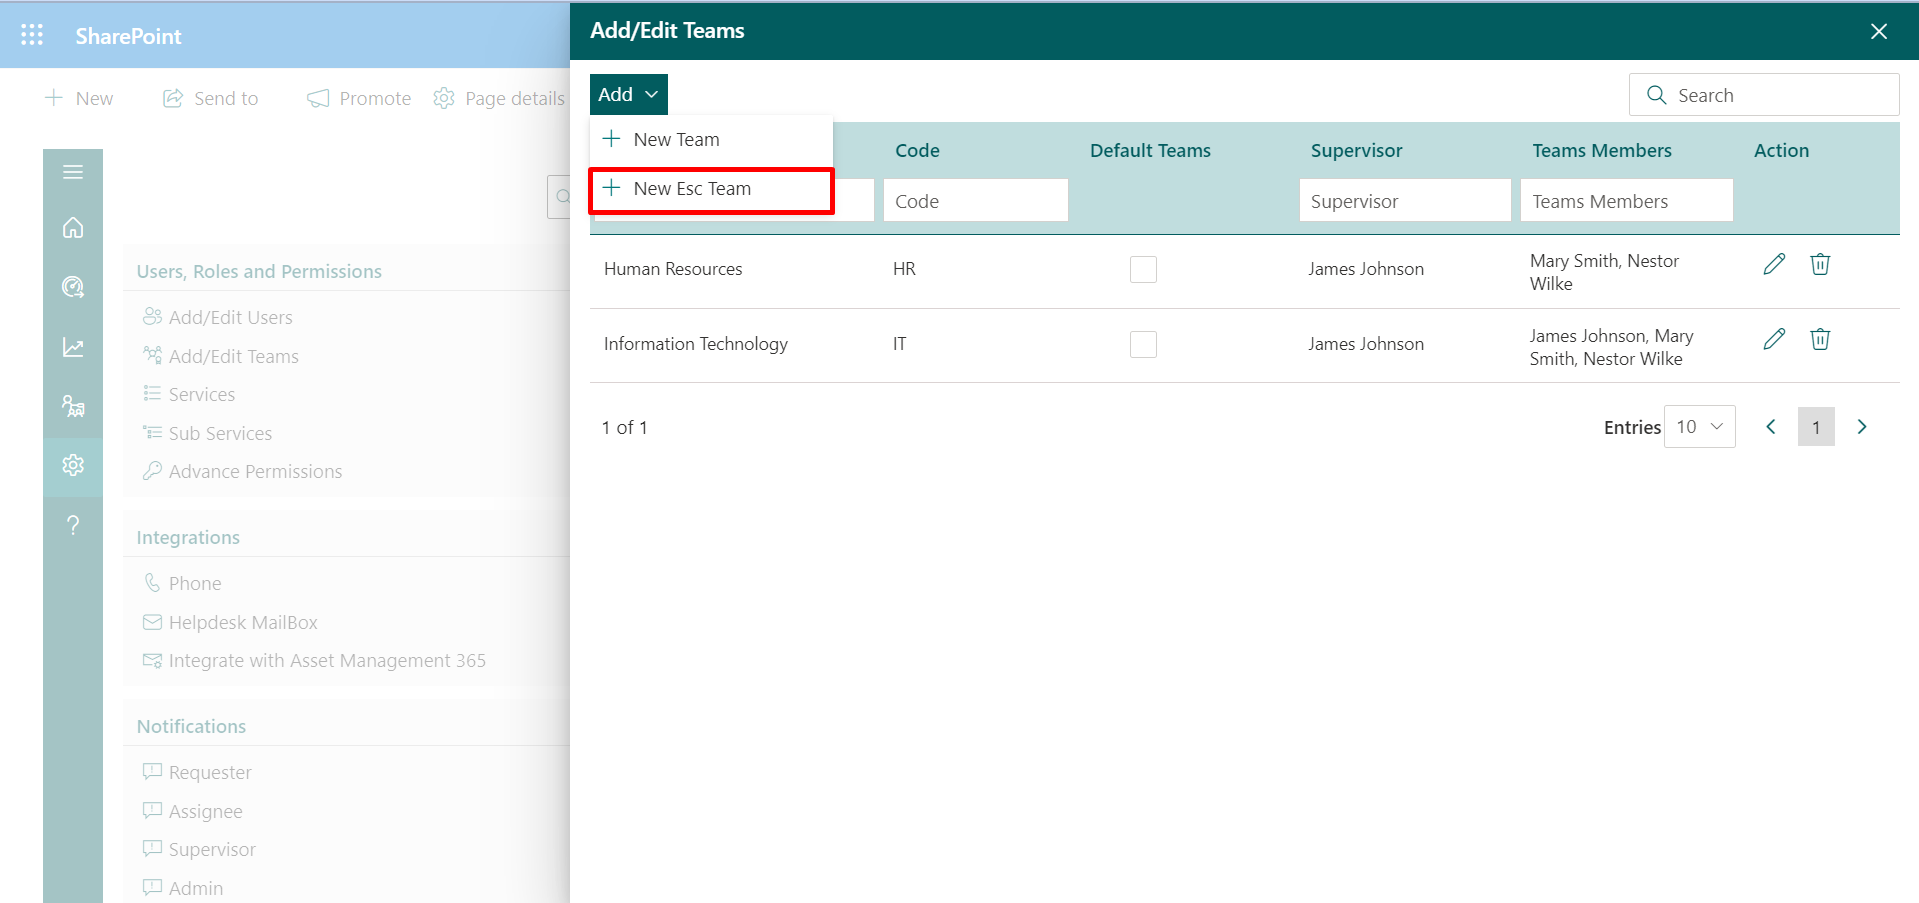 SharePoint
New
Send to
Promote
Page details
Users, Roles and Permissions
Add/Edit Users
Add/Edit Teams
Services
Sub Services
Advance Permissions
Integrations
Phone
Helpdesk MailBox
Integrate with Asset Management 365
Notifications
Requester
Assignee
Supervisor
Admin
Add/Edit Teams
Add
Search
New Team
New Esc Team
Code Default Teams Supervisor Teams Members Action
Code Supervisor Teams Members
Human Resources HR James Johnson Mary Smith, Nestor
Wilke
Information Technology IT James Johnson James Johnson, Mary
Smith, Nestor Wilke
1 of 1 Entries 10 1